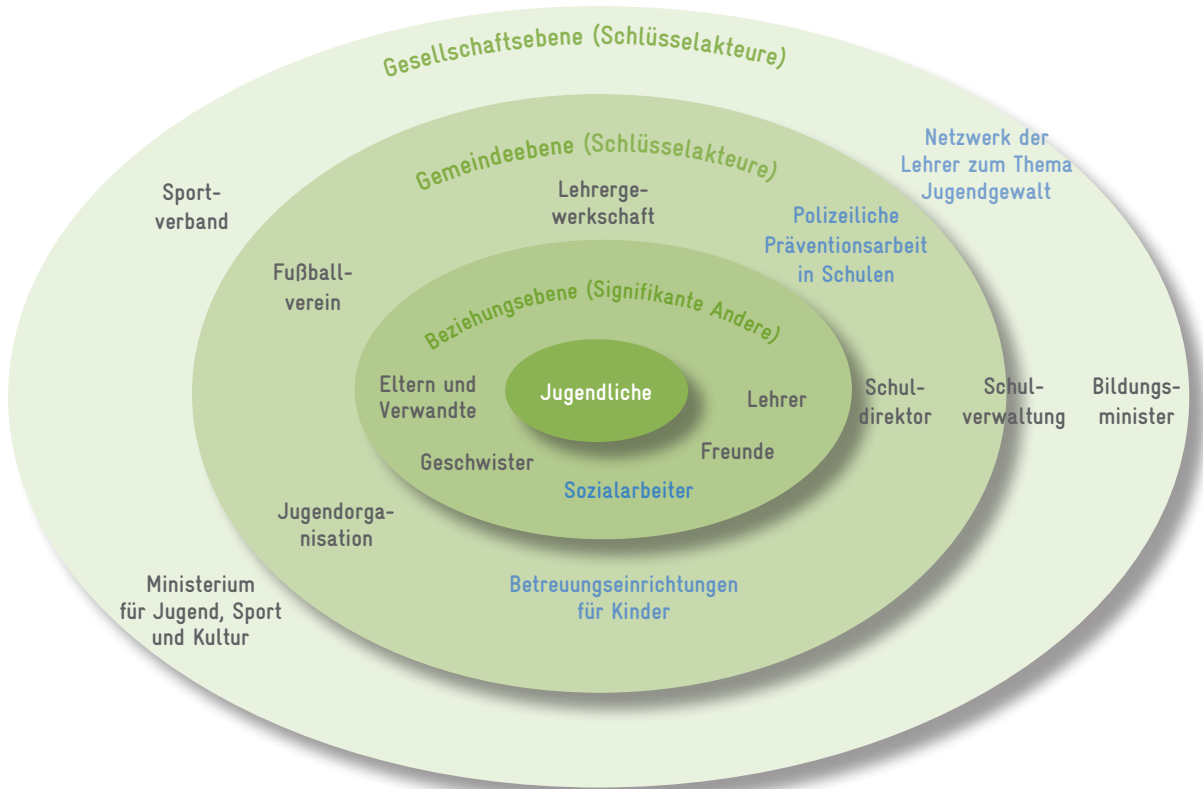 Gesellschaftsebene (Schlüsselakteure)
Gemeindeebene (Schlüsselakteure)
Netzwerk der
Lehrer zum Thema
Jugendgewalt
Sport-
verband
Lehrerge-
werkschaft
Polizeiliche
Präventionsarbeit
in Schulen
Fußball-
verein
Beziehungsebene (Signifikante Andere)
Eltern und
Verwandte
Jugendliche
Lehrer
Schul-
direktor
Schul-
verwaltung
Bildungs-
minister
Geschwister
Freunde
Sozialarbeiter
Jugendorga-
nisation
Ministerium
für Jugend, Sport
und Kultur
Betreuungseinrichtungen
für Kinder